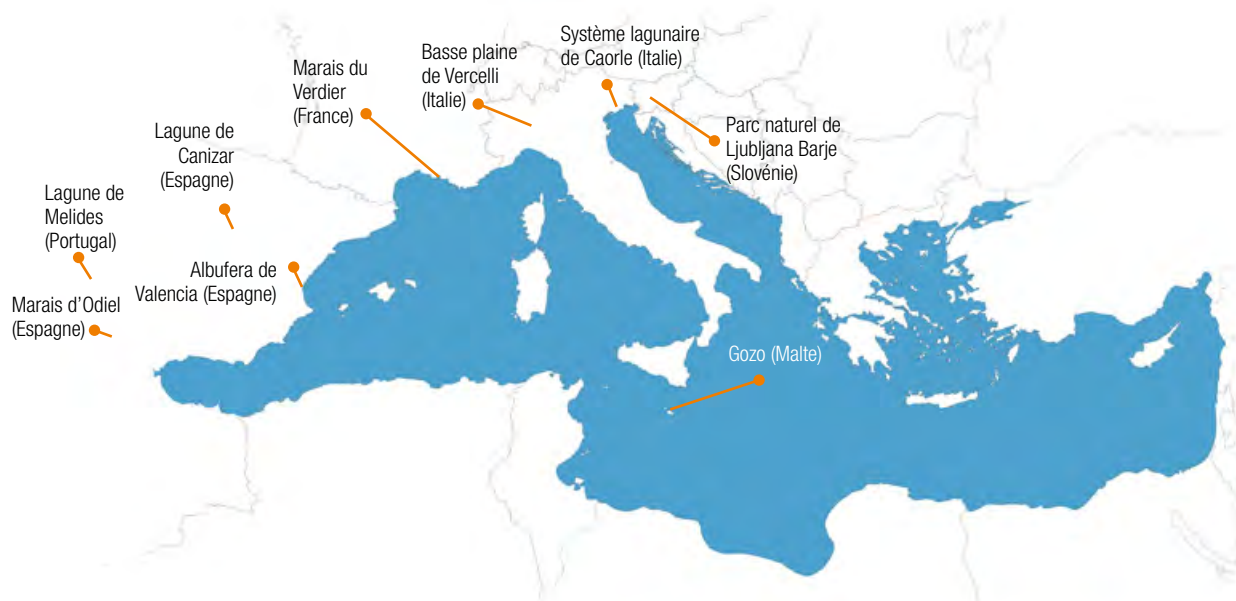 Système lagunaire
de Caorle (Italie)
Basse plaine
de Vercelli
(Italie)
Marais du
Verdier
(France)
Parc naturel de
Ljubljana Barje
(Slovénie)
Lagune de
Canizar
(Espagne)
Lagune de
Melides
(Portugal)
Albufera de
Valencia (Espagne)
Marais d’Odiel
(Espagne)
Gozo (Malte)